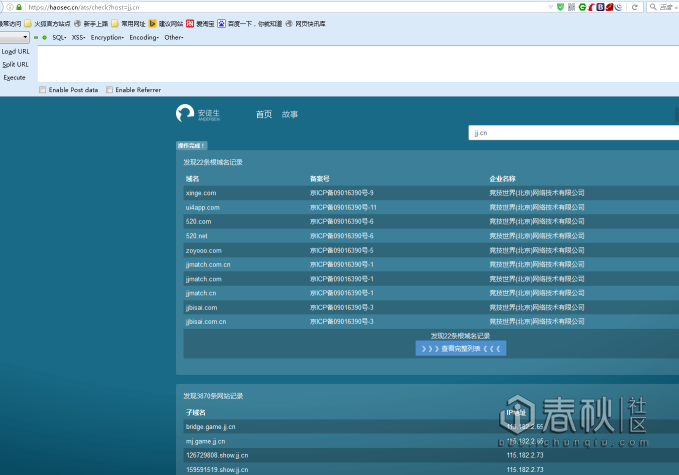 https://haosec.cn/ats/check?host=jj.cn
最常访问 火狐官方站点 新手上路 常用网址 建议网站 爱淘宝 百度一下,你就知道 网页快讯库
SQL- XSS- Encryption- Encoding- Other-
Load URL
Split URL
Execute
Enable Post data Enable Referrer
安徒生 首页 故事
ANDERSEN
jj.cn
操作完成!
发现22条根域名记录
域名 备案号 企业名称
xinge.com 京ICP备09016390号-9 竞技世界(北京)网络技术有限公司
ui4app.com 京ICP备09016390号-11 竞技世界(北京)网络技术有限公司
520.com 京ICP备09016390号-6 竞技世界(北京)网络技术有限公司
520.net 京ICP备09016390号-6 竞技世界(北京)网络技术有限公司
zoyooo.com 京ICP备09016390号-5 竞技世界(北京)网络技术有限公司
jjmatch.com.cn 京ICP备09016390号-1 竞技世界(北京)网络技术有限公司
jjmatch.com 京ICP备09016390号-1 竞技世界(北京)网络技术有限公司
jjmatch.cn 京ICP备09016390号-1 竞技世界(北京)网络技术有限公司
jjbisai.com 京ICP备09016390号-3 竞技世界(北京)网络技术有限公司
jjbisai.com.cn 京ICP备09016390号-3 竞技世界(北京)网络技术有限公司
发现22条根域名记录
》》》查看完整列表《《《
发现3870条网站记录
子域名 IP地址
bridge.game.jj.cn 115.182.2.65
mj.game.jj.cn 115.182.2.65
126729808.show.jj.cn 115.182.2.73
159591519.show.jj.cn 115.182.2.73
春秋 社区